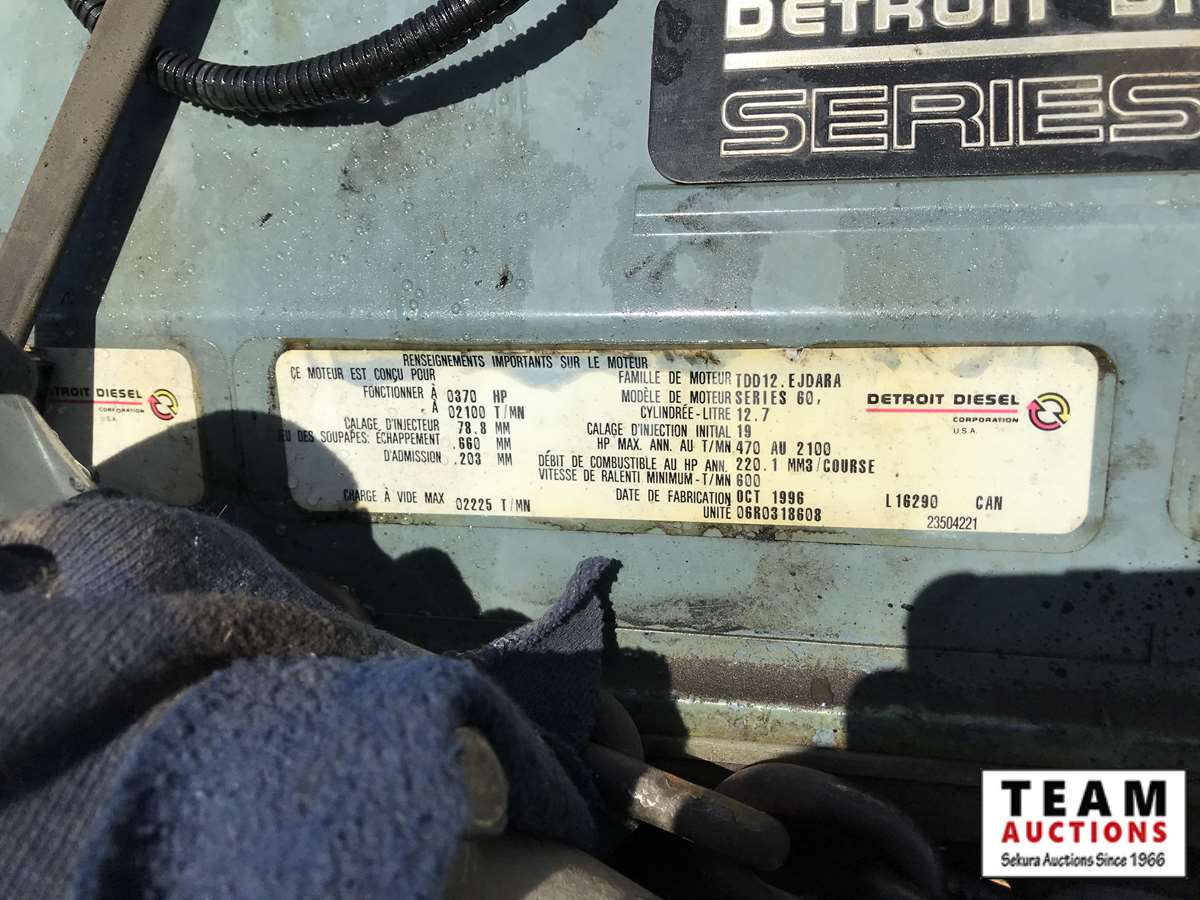 DETROIT
SERIES
TROIT DIESEL
CORPORATION
U.S.A.
RENSEIGNEMENTS IMPORTANTS SUR LE MOTEUR
CE MOTEUR EST CONÇU POUR
FONCTIONNER À 0370 HP
À 02100 T/MN
CALAGE D'INJECTEUR 78.8 MM
JEU DES SOUPAPES: ÉCHAPPEMENT .660 MM
D'ADMISSION .203 MM
CHARGE À VIDE MAX 02225 T/MN
FAMILLE DE MOTEUR TDD12.EJDARA
MODÈLE DE MOTEUR SERIES 60,
CYLINDRÉE-LITRE 12.7
CALAGE D'INJECTION INITIAL 19
HP MAX. ANN. AU T/MN 470 AU 2100
DÉBIT DE COMBUSTIBLE AU HP ANN. 220.1 MM3/COURSE
VITESSE DE RALENTI MINIMUM-T/MN 600
DATE DE FABRICATION OCT 1996
UNITÉ 06R0318608
DETROIT DIESEL
CORPORATION
U.S.A.
L16290 CAN
23504221
TEAM
AUCTIONS
Sekura Auctions Since 1966